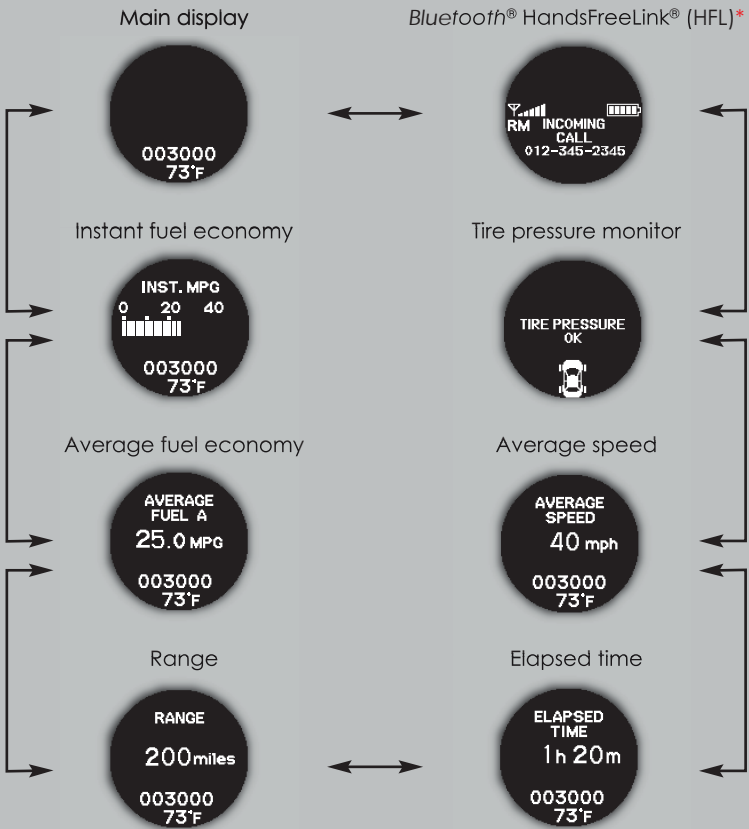 Main display
Bluetooth® HandsFreeLink® (HFL)*
003000
73°F
RM INCOMING
CALL
012-345-2345
Instant fuel economy
Tire pressure monitor
INST. MPG
0 20 40
003000
73°F
TIRE PRESSURE
OK
Average fuel economy
Average speed
AVERAGE
FUEL A
25.0 MPG
003000
73°F
AVERAGE
SPEED
40 mph
003000
73°F
Range
Elapsed time
RANGE
200 miles
003000
73°F
ELAPSED
TIME
1h 20m
003000
73°F